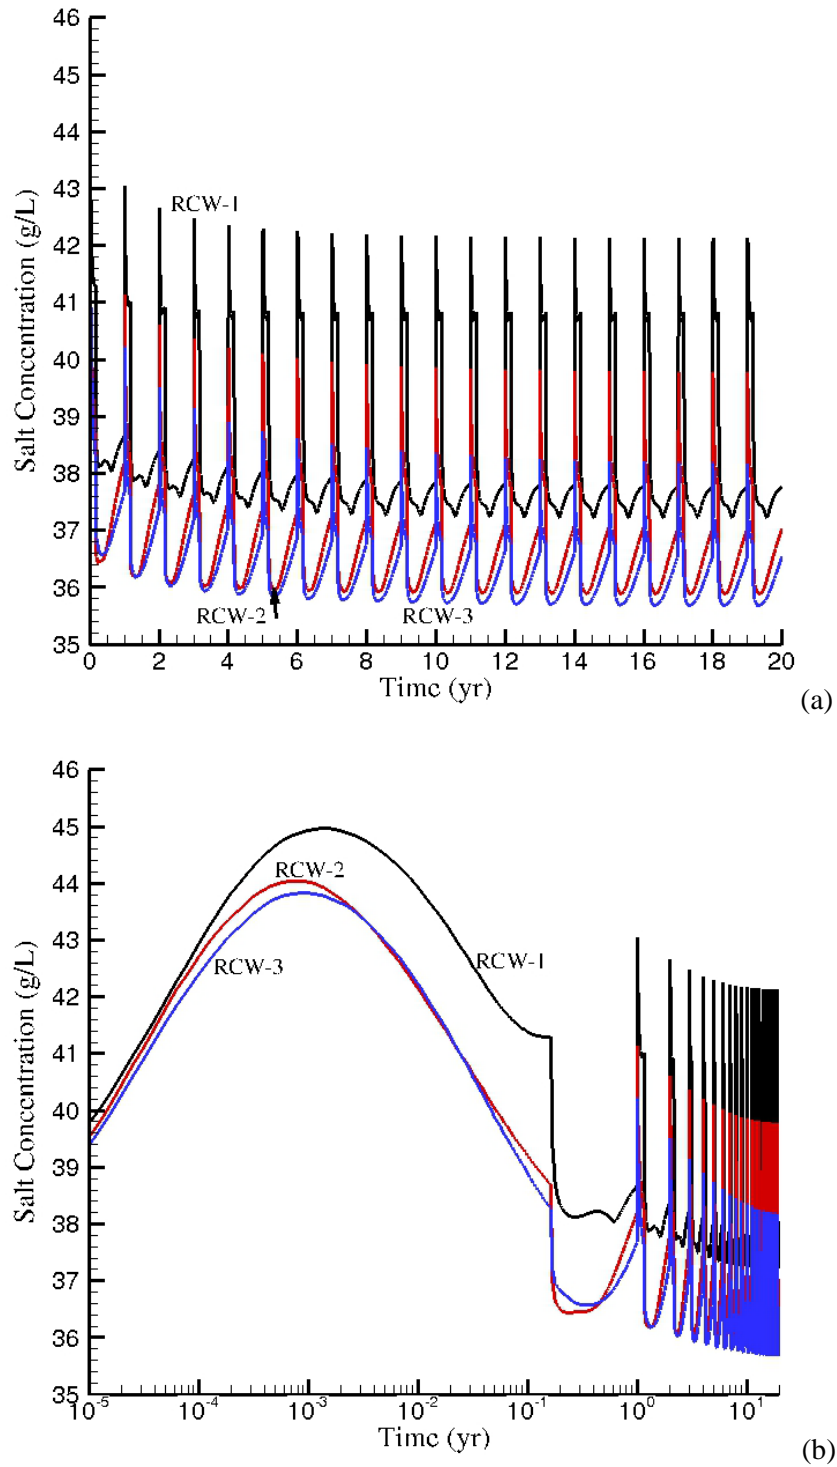 46
45
44
43
42
41
40
39
38
37
36
35
Salt Concentration (g/L)
RCW-1
RCW-2
RCW-3
0 2 4 6 8 10 12 14 16 18 20
Time (yr)
(a)
46
45
44
43
42
41
40
39
38
37
36
35
Salt Concentration (g/L)
RCW-2
RCW-3
RCW-1
10⁻⁵ 10⁻⁴ 10⁻³ 10⁻² 10⁻¹ 10⁰ 10¹
Time (yr)
(b)